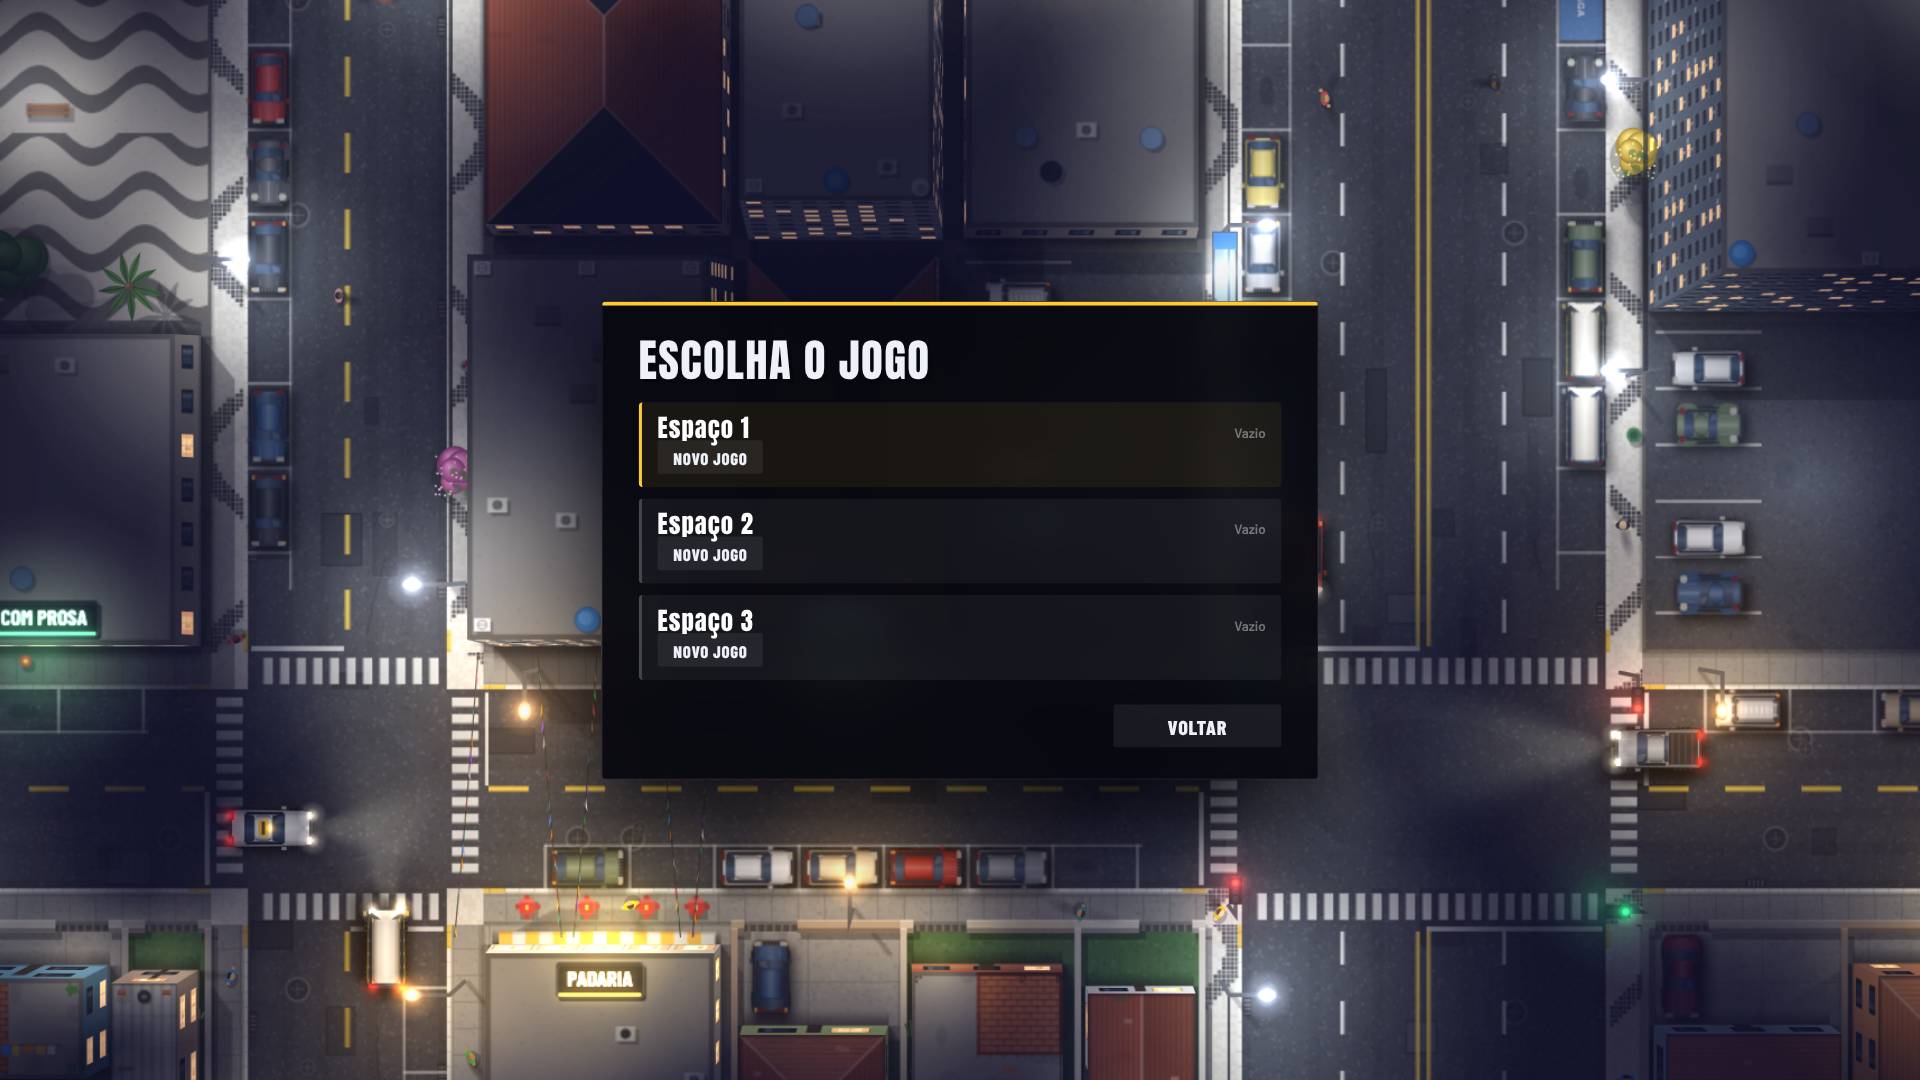 ESCOLHA O JOGO
Espaço 1
Vazio
NOVO JOGO
Espaço 2
Vazio
NOVO JOGO
Espaço 3
Vazio
NOVO JOGO
VOLTAR
COM PROSA
PADARIA